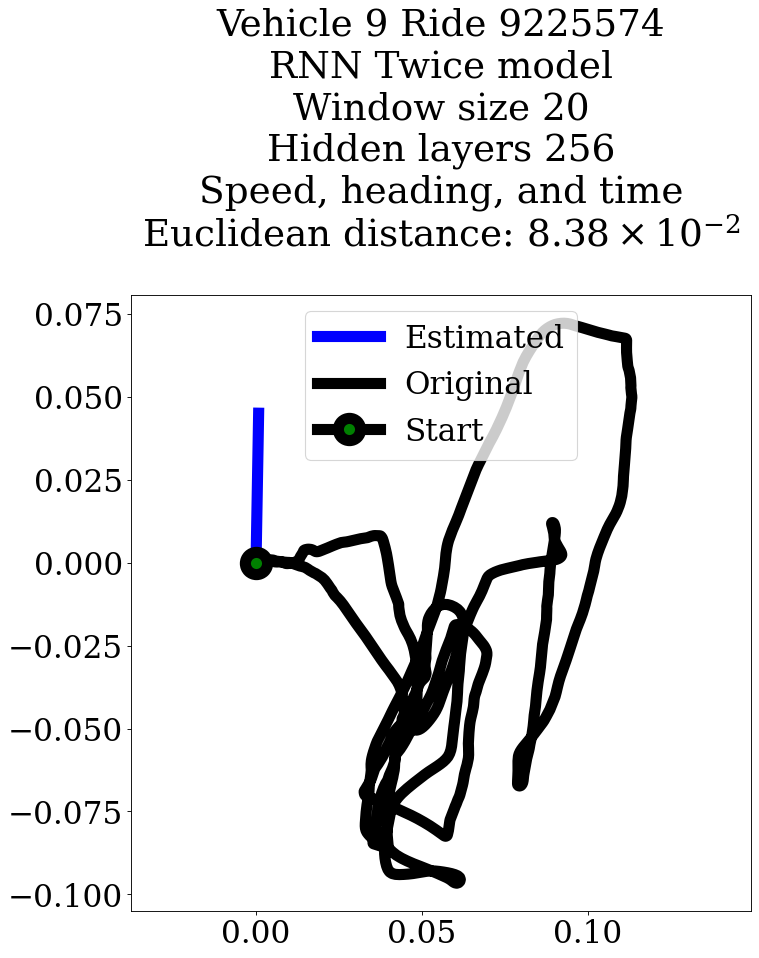 Vehicle 9 Ride 9225574
RNN Twice model
Window size 20
Hidden layers 256
Speed, heading, and time
Euclidean distance: 8.38 × 10⁻²
0.075
0.050
0.025
0.000
−0.025
−0.050
−0.075
−0.100
Estimated
Original
Start
0.00 0.05 0.10